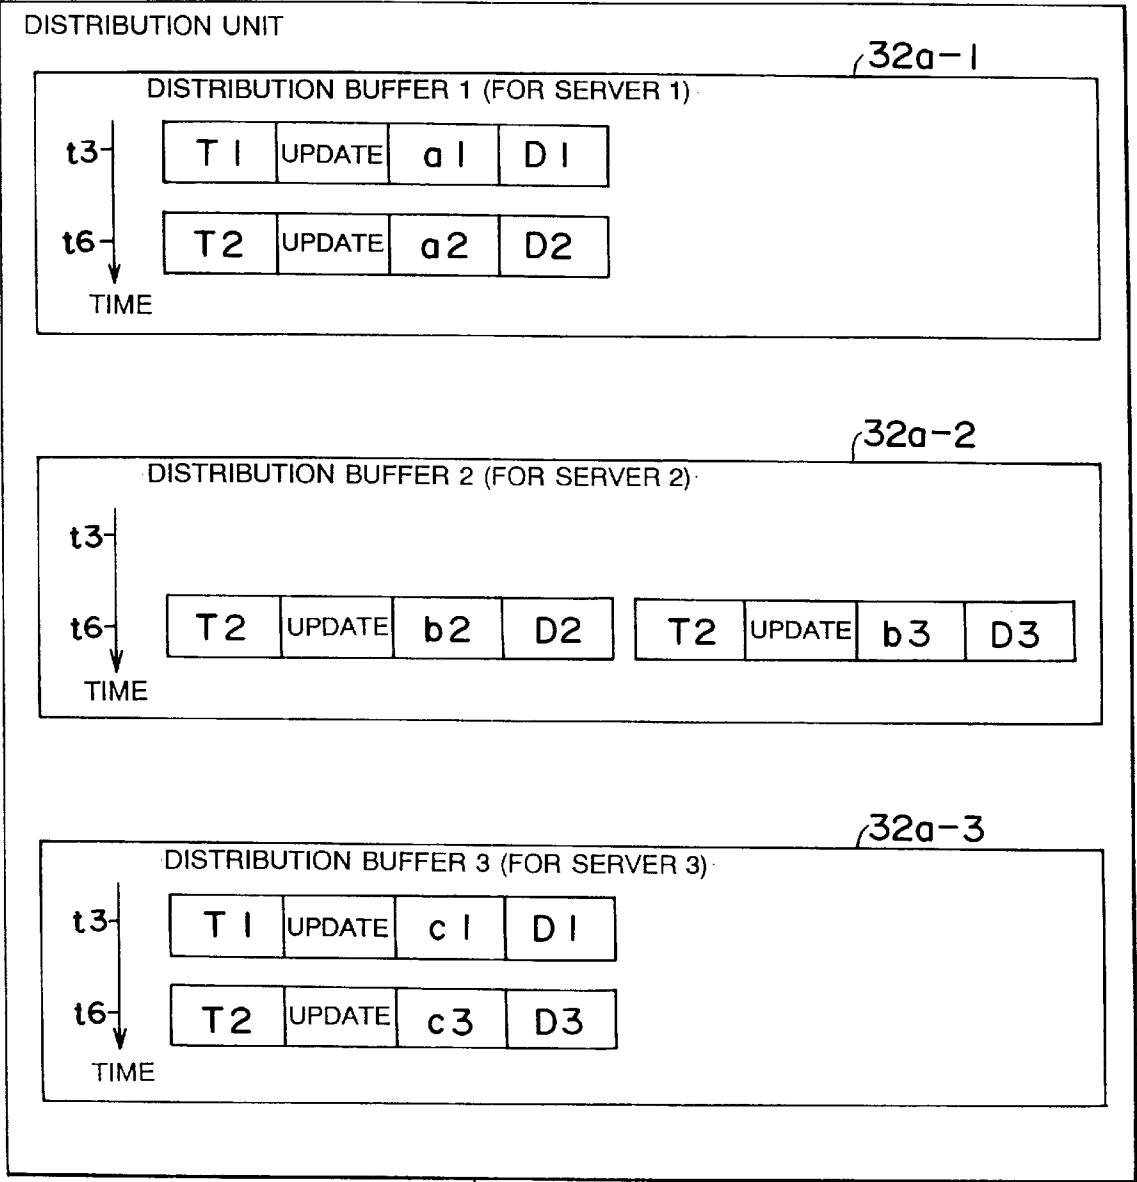 DISTRIBUTION UNIT
32a-1
DISTRIBUTION BUFFER 1 (FOR SERVER 1)
t3 T1 UPDATE a1 D1
t6 T2 UPDATE a2 D2
TIME
32a-2
DISTRIBUTION BUFFER 2 (FOR SERVER 2)
t3
t6 T2 UPDATE b2 D2 T2 UPDATE b3 D3
TIME
32a-3
DISTRIBUTION BUFFER 3 (FOR SERVER 3)
t3 T1 UPDATE c1 D1
t6 T2 UPDATE c3 D3
TIME